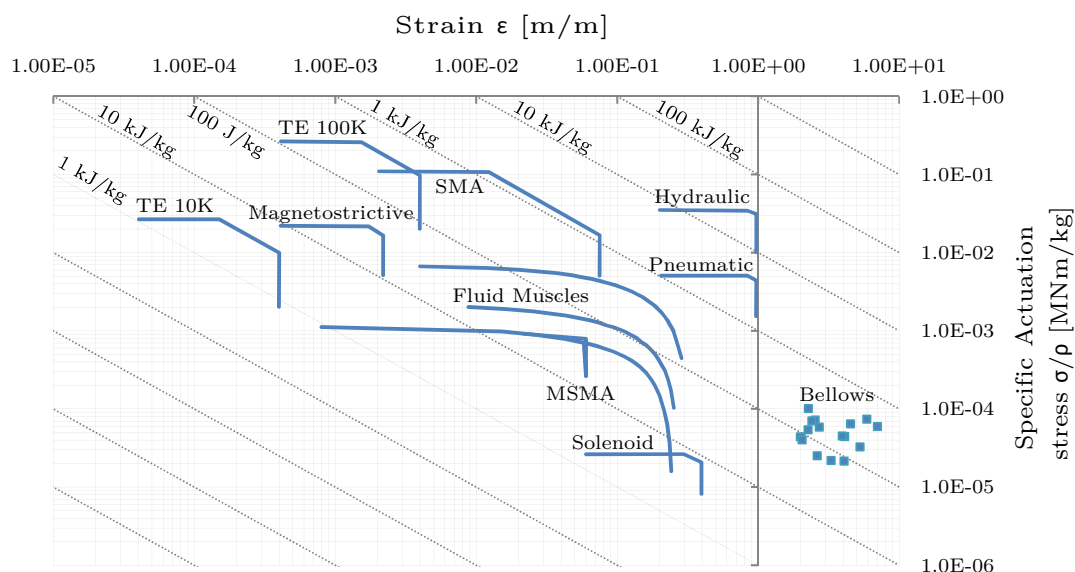 Strain ε [m/m]
1.00E-05 1.00E-04 1.00E-03 1.00E-02 1.00E-01 1.00E+00 1.00E+01
1.0E+00
1.0E-01
1.0E-02
1.0E-03
1.0E-04
1.0E-05
1.0E-06
Specific Actuation
stress σ/ρ [MNm/kg]
1 kJ/kg
10 kJ/kg
100 J/kg
1 kJ/kg
10 kJ/kg
100 kJ/kg
TE 100K
SMA
TE 10K
Magnetostrictive
Hydraulic
Pneumatic
Fluid Muscles
MSMA
Bellows
Solenoid